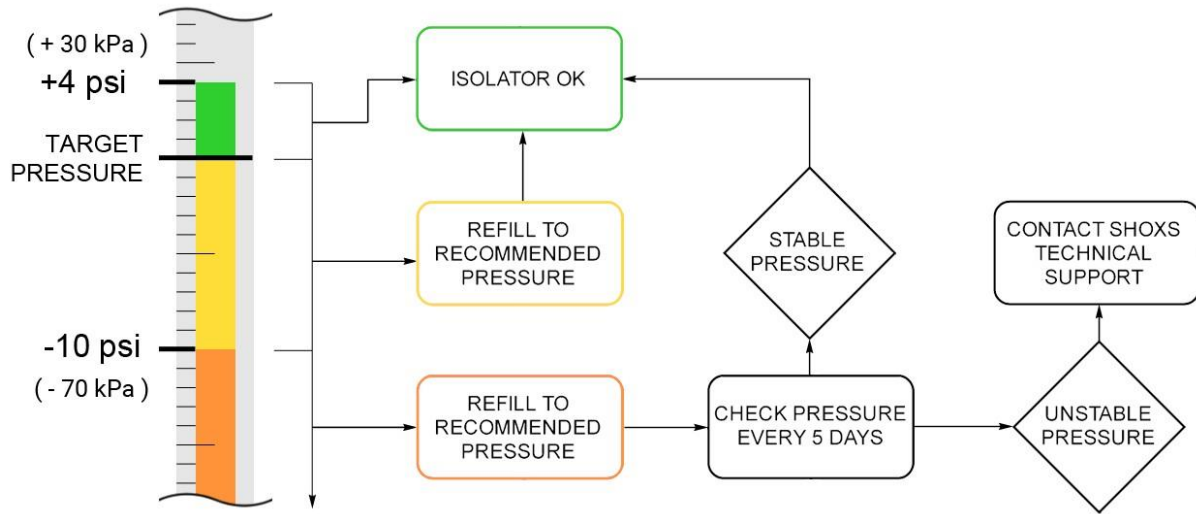 ( + 30 kPa )
+4 psi
TARGET
PRESSURE
-10 psi
( - 70 kPa )
ISOLATOR OK
REFILL TO
RECOMMENDED
PRESSURE
STABLE
PRESSURE
CONTACT SHOXS
TECHNICAL
SUPPORT
REFILL TO
RECOMMENDED
PRESSURE
CHECK PRESSURE
EVERY 5 DAYS
UNSTABLE
PRESSURE